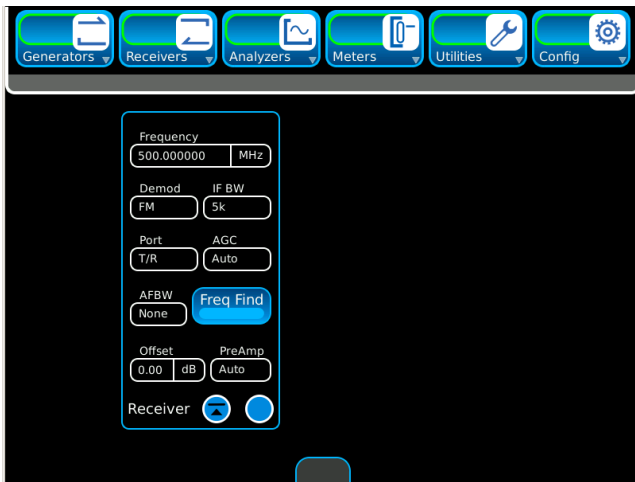 Generators Receivers Analyzers Meters Utilities Config
Frequency
500.000000 MHz
Demod IF BW
FM 5k
Port AGC
T/R Auto
AFBW Freq Find
None
Offset PreAmp
0.00 dB Auto
Receiver